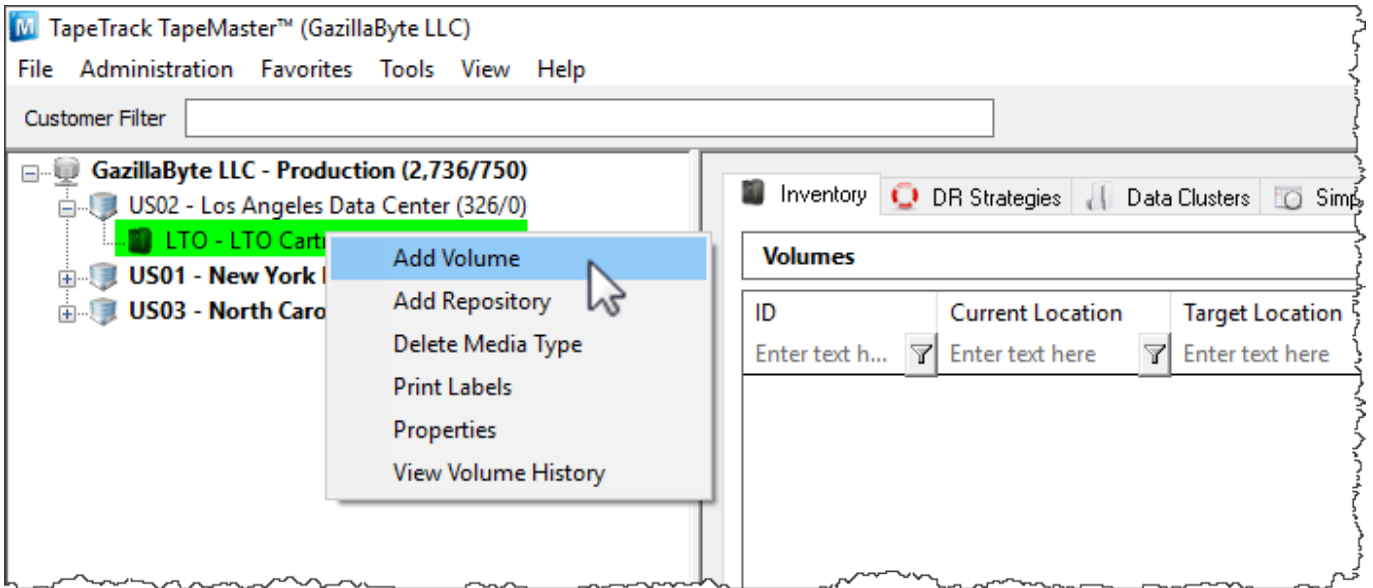 TapeTrack TapeMaster™ (GazillaByte LLC)
File Administration Favorites Tools View Help
Customer Filter
GazillaByte LLC - Production (2,736/750)
US02 - Los Angeles Data Center (326/0)
LTO - LTO
US01 - New York
US03 - North
Add Volume
Add Repository
Delete Media Type
Print Labels
Properties
View Volume History
Inventory DR Strategies Data Clusters
Volumes
ID Current Location Target Location
Enter text h... Enter text here Enter text here